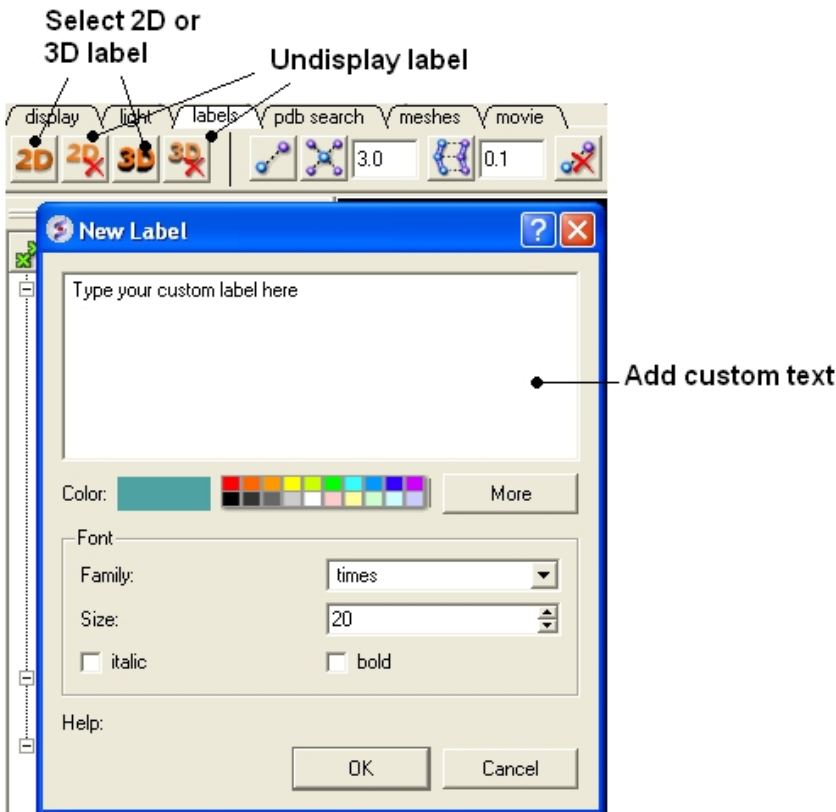 Select 2D or
3D label
Undisplay label
display light labels pdb search meshes movie
2D 2D 3D 3D 3.0 0.1
New Label
Type your custom label here
Add custom text
Color: More
Font
Family: times
Size: 20
italic bold
Help:
OK Cancel